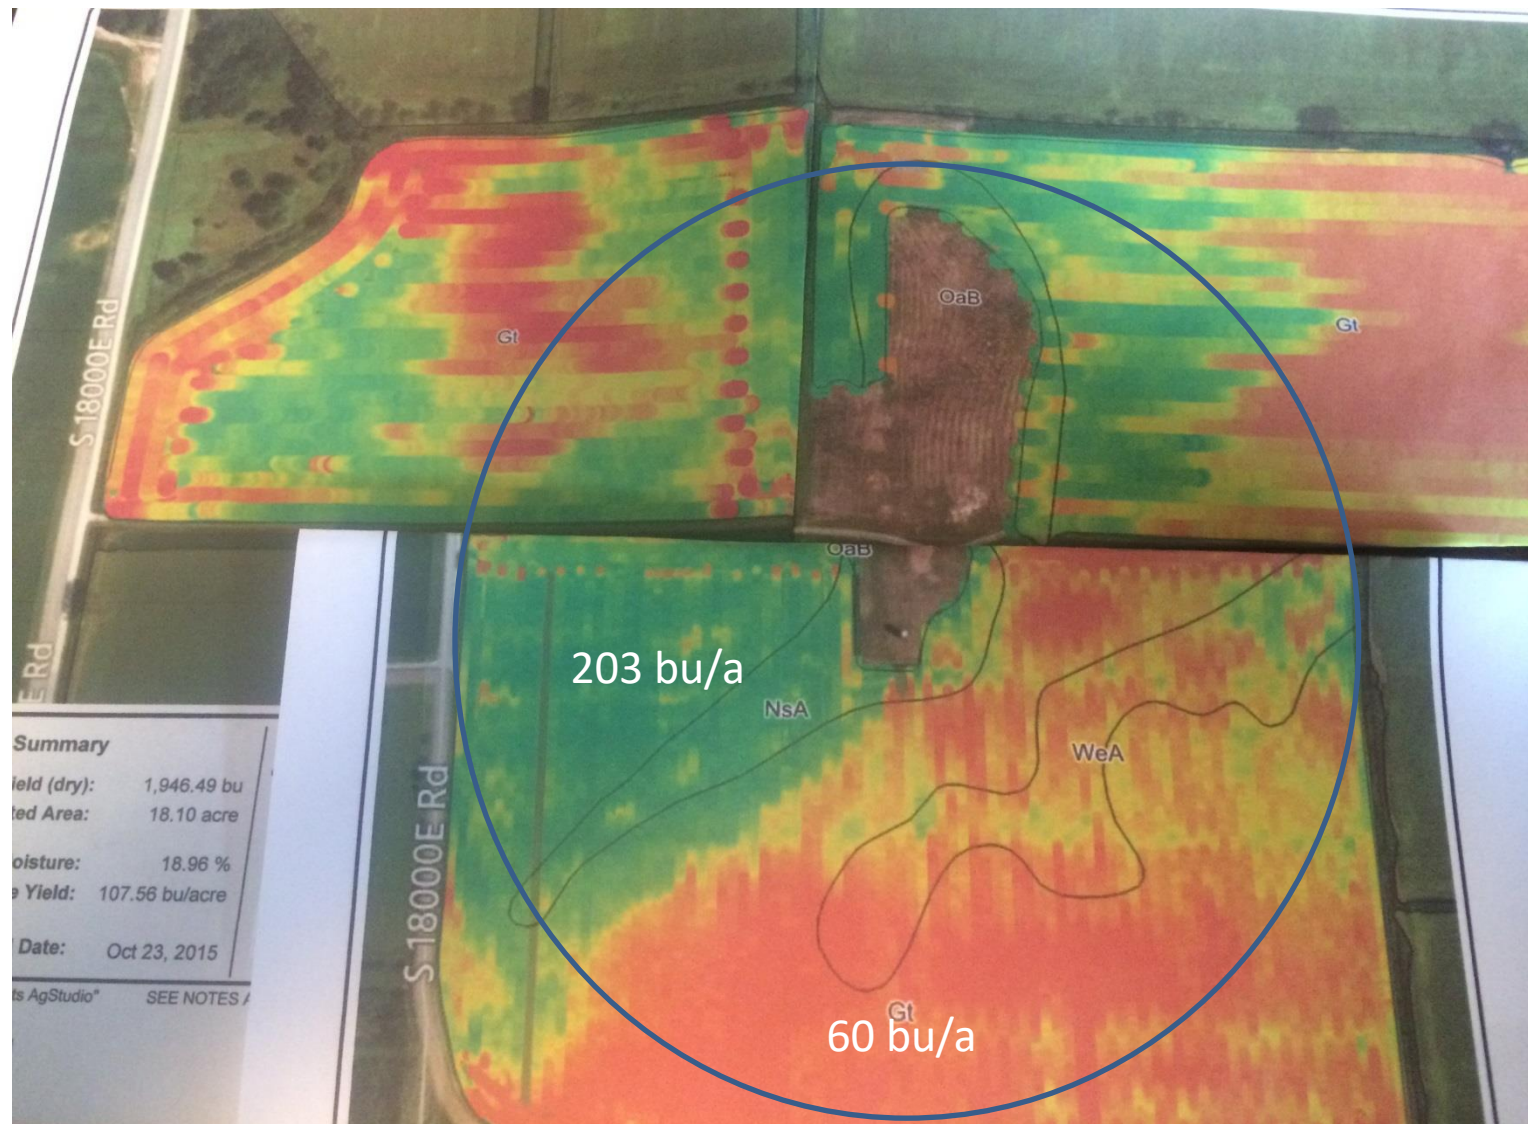 OaB
Gt
Gt
S 18000E Rd
OaB
E Rd
203 bu/a
NsA
WeA
S 18000E Rd
Gt
60 bu/a
Summary
ield (dry): 1,946.49 bu
ted Area: 18.10 acre
oisture: 18.96 %
e Yield: 107.56 bu/acre
Date: Oct 23, 2015
ts AgStudio" SEE NOTES A